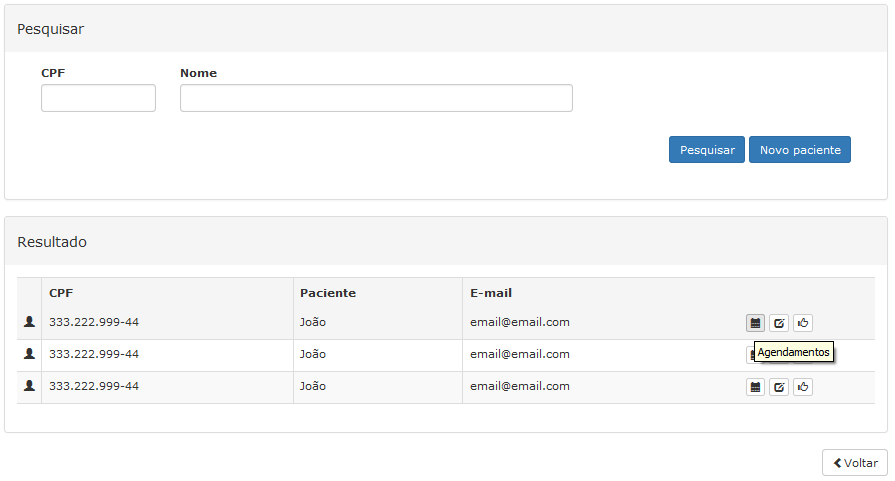 Pesquisar
CPF Nome
Pesquisar Novo paciente
Resultado
CPF Paciente E-mail
333.222.999-44 João email@email.com
333.222.999-44 João email@email.com
Agendamentos
333.222.999-44 João email@email.com
Voltar